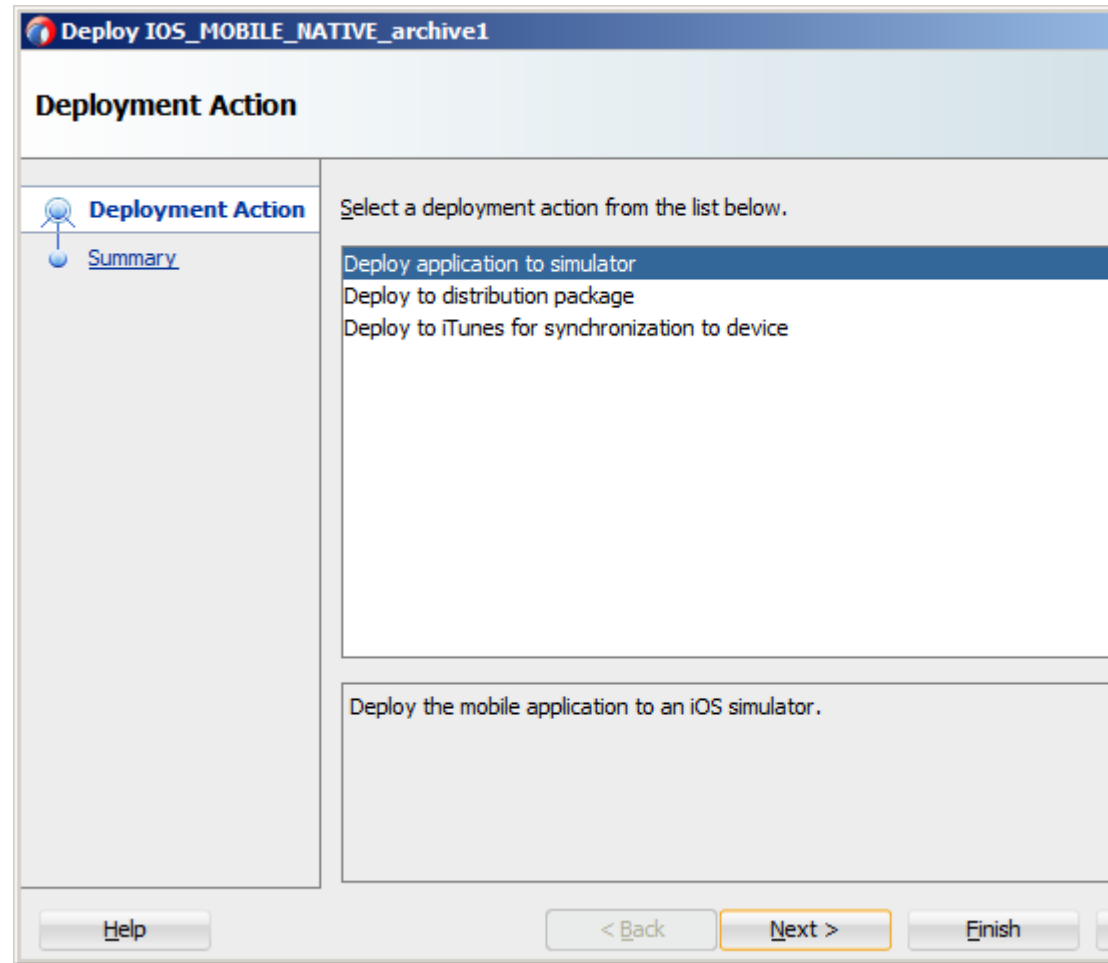 Deploy IOS_MOBILE_NATIVE_archive1
Deployment Action
Deployment Action
Summary
Select a deployment action from the list below.
Deploy application to simulator
Deploy to distribution package
Deploy to iTunes for synchronization to device
Deploy the mobile application to an iOS simulator.
Help
< Back
Next >
Finish